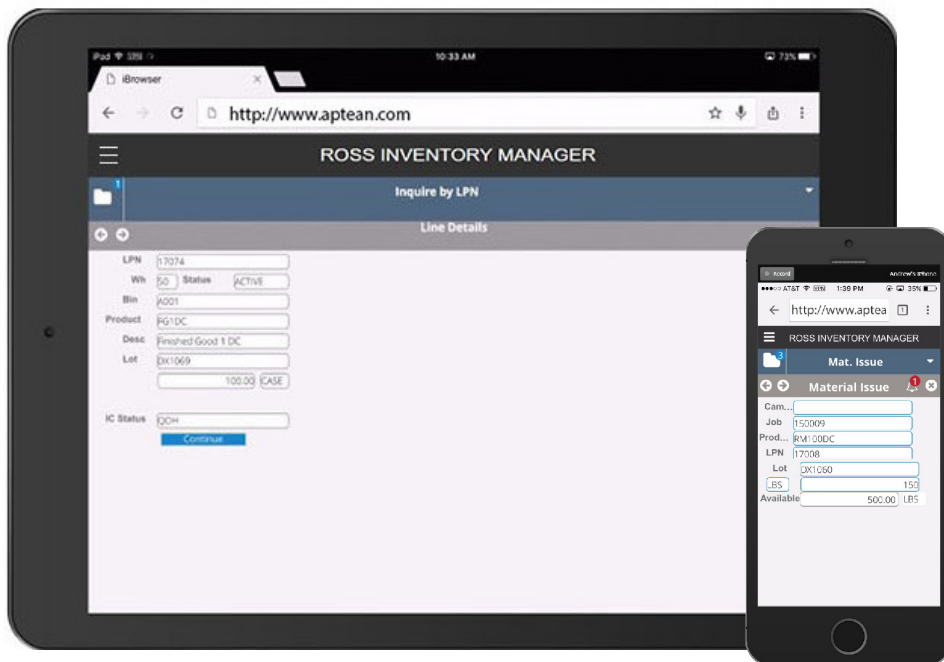 iPad
10:33 AM
73%
iBrowser
http://www.aptean.com
ROSS INVENTORY MANAGER
1
Inquire by LPN
Line Details
LPN 17074
Wh 50 Status ACTIVE
Bin A001
Product FG1DC
Desc Finished Good 1 DC
Lot DX1069
100.00 CASE
IC Status QOH
Continue
Record Andrew's iPhone
AT&T 1:39 PM 35%
http://www.aptea 1
ROSS INVENTORY MANAGER
3 Mat. Issue
Material Issue 1
Cam...
Job 150009
Prod... RM100DC
LPN 17008
Lot DX1060
LBS 150
Available 500.00 LBS